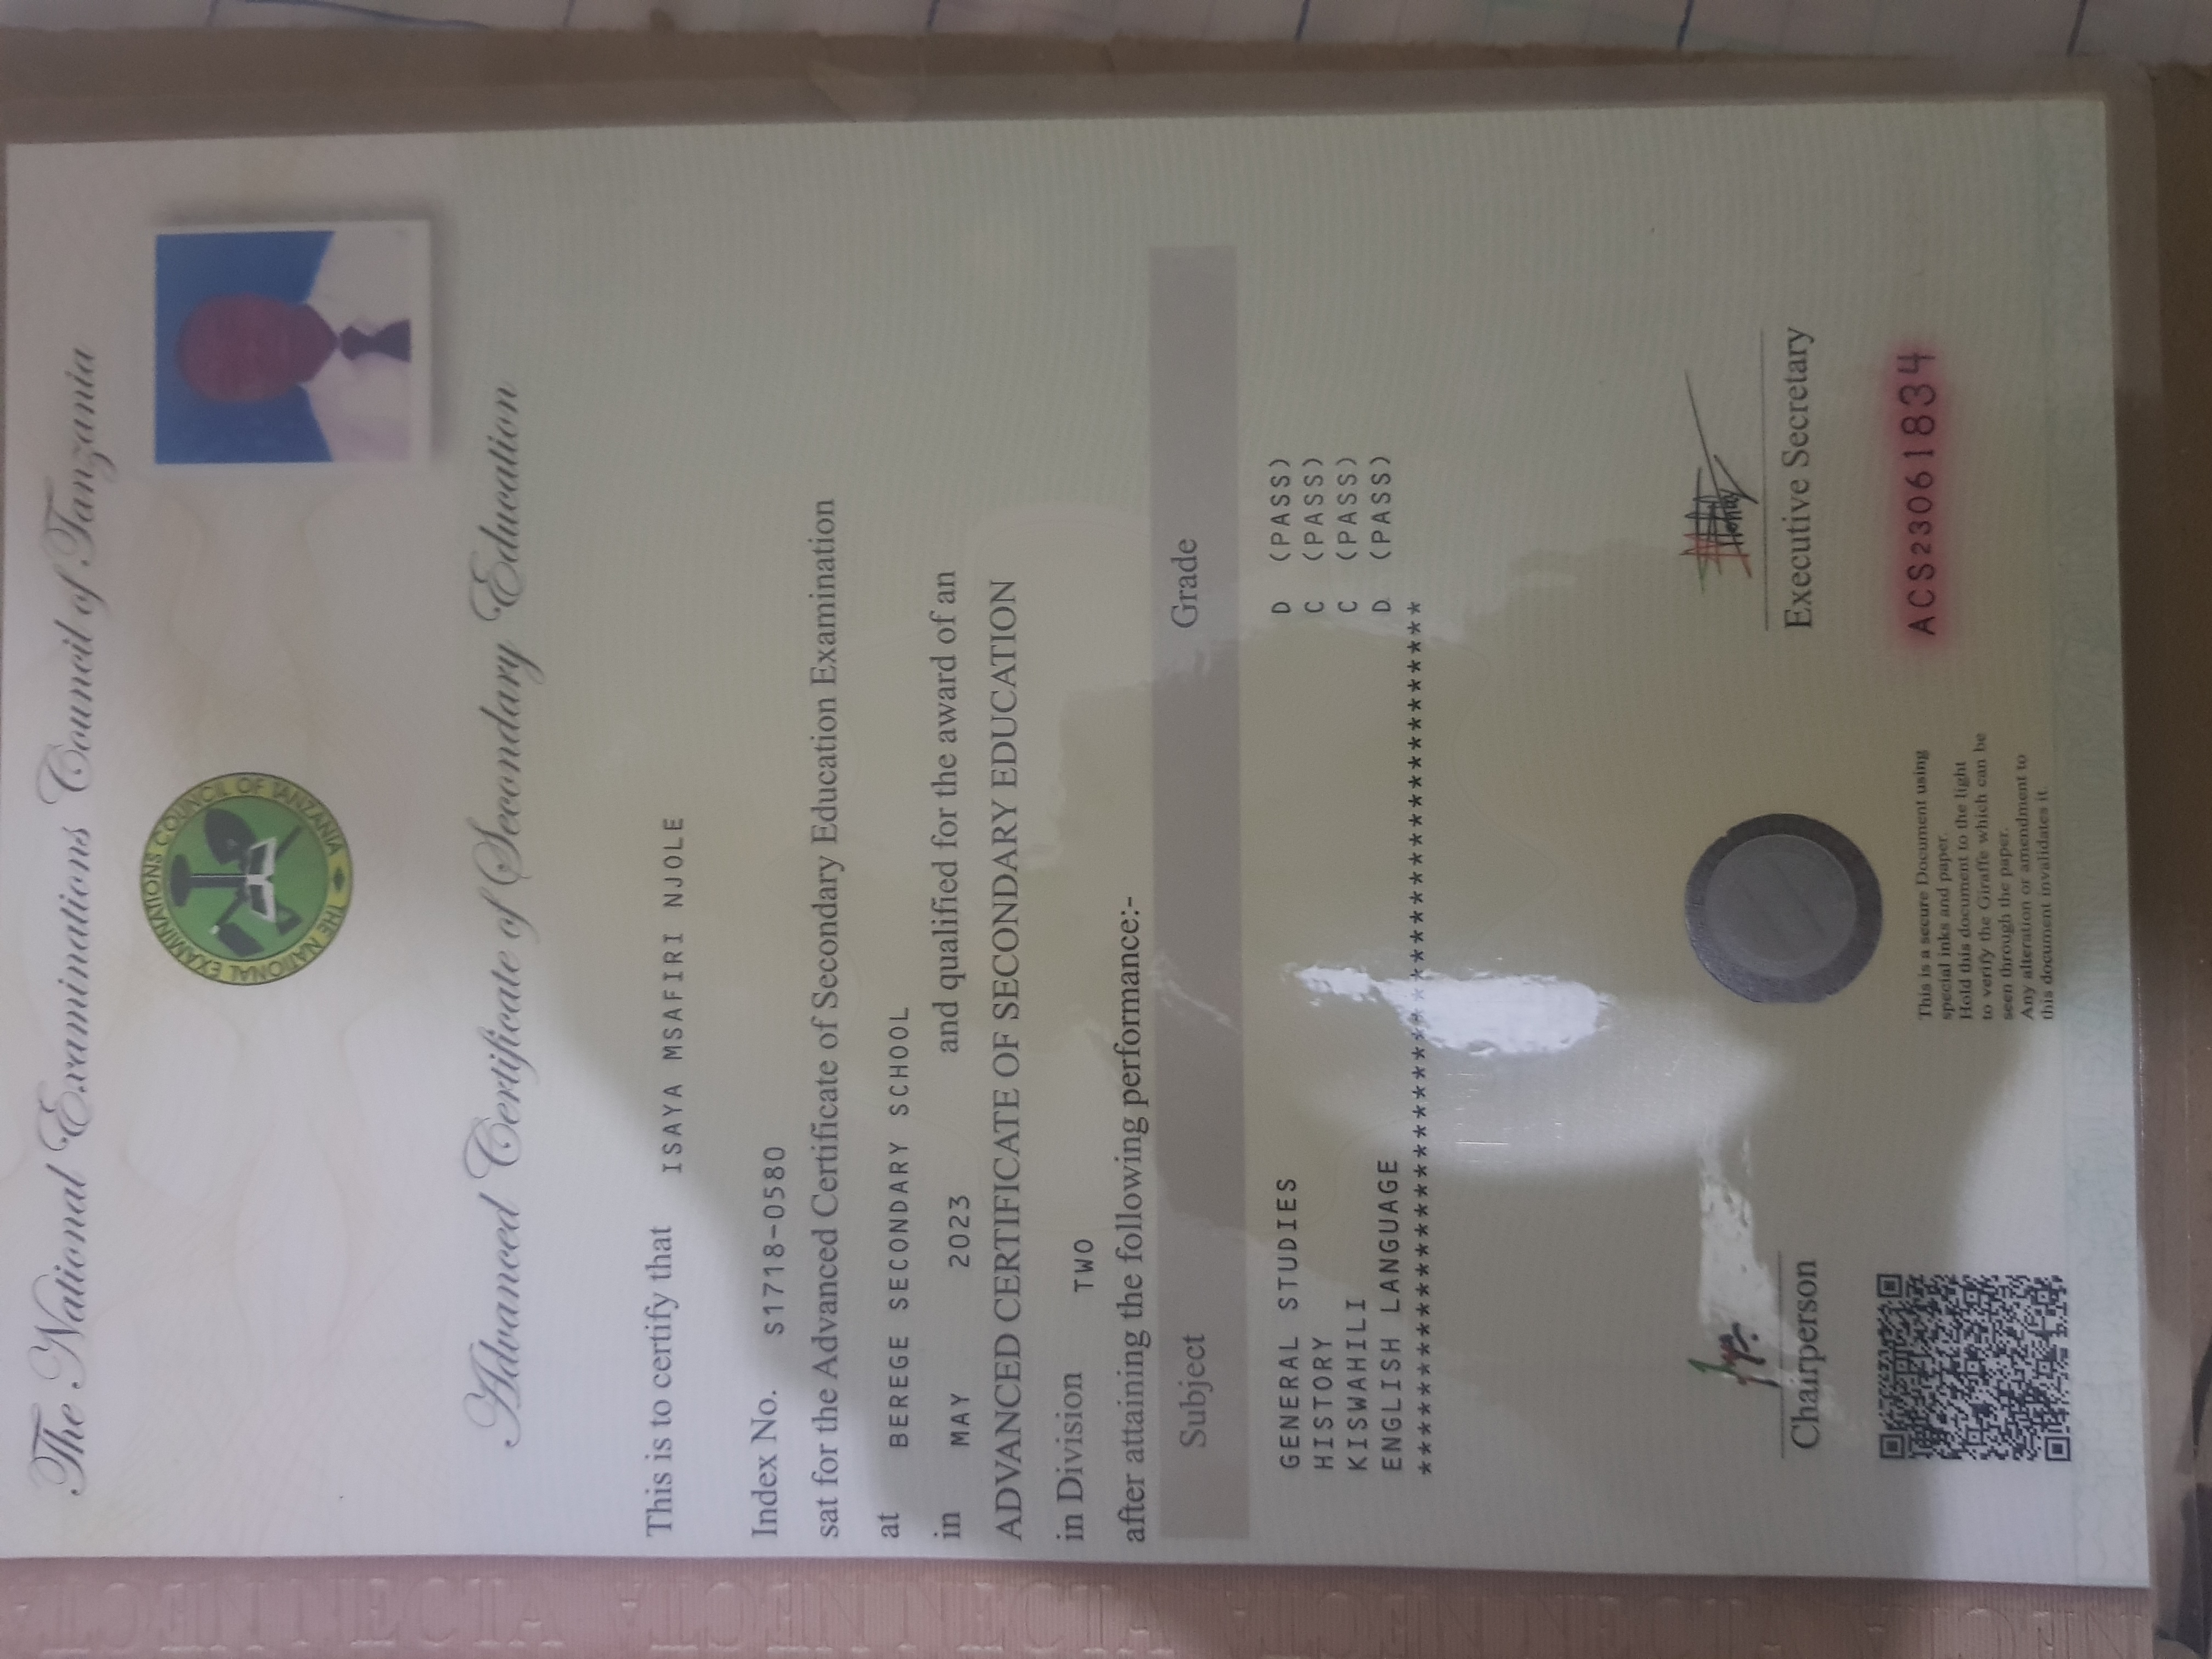 The National Examinations Council of Tanzania
THE NATIONAL EXAMINATIONS COUNCIL OF TANZANIA
Advanced Certificate of Secondary Education
This is to certify that ISAYA MSAFIRI NJOLE
Index No. S1718-0580
sat for the Advanced Certificate of Secondary Education Examination
at BEREGE SECONDARY SCHOOL
in MAY 2023 and qualified for the award of an
ADVANCED CERTIFICATE OF SECONDARY EDUCATION
in Division TWO
after attaining the following performance:-
Subject Grade
GENERAL STUDIES D (PASS)
HISTORY C (PASS)
KISWAHILI C (PASS)
ENGLISH LANGUAGE D (PASS)
*********************************************
Chairperson
Executive Secretary
ACS23061834
This is a secure Document using
special inks and paper.
Hold this document to the light
to verify the Giraffe which can be
seen through the paper.
Any alteration or amendment to
this document invalidates it.